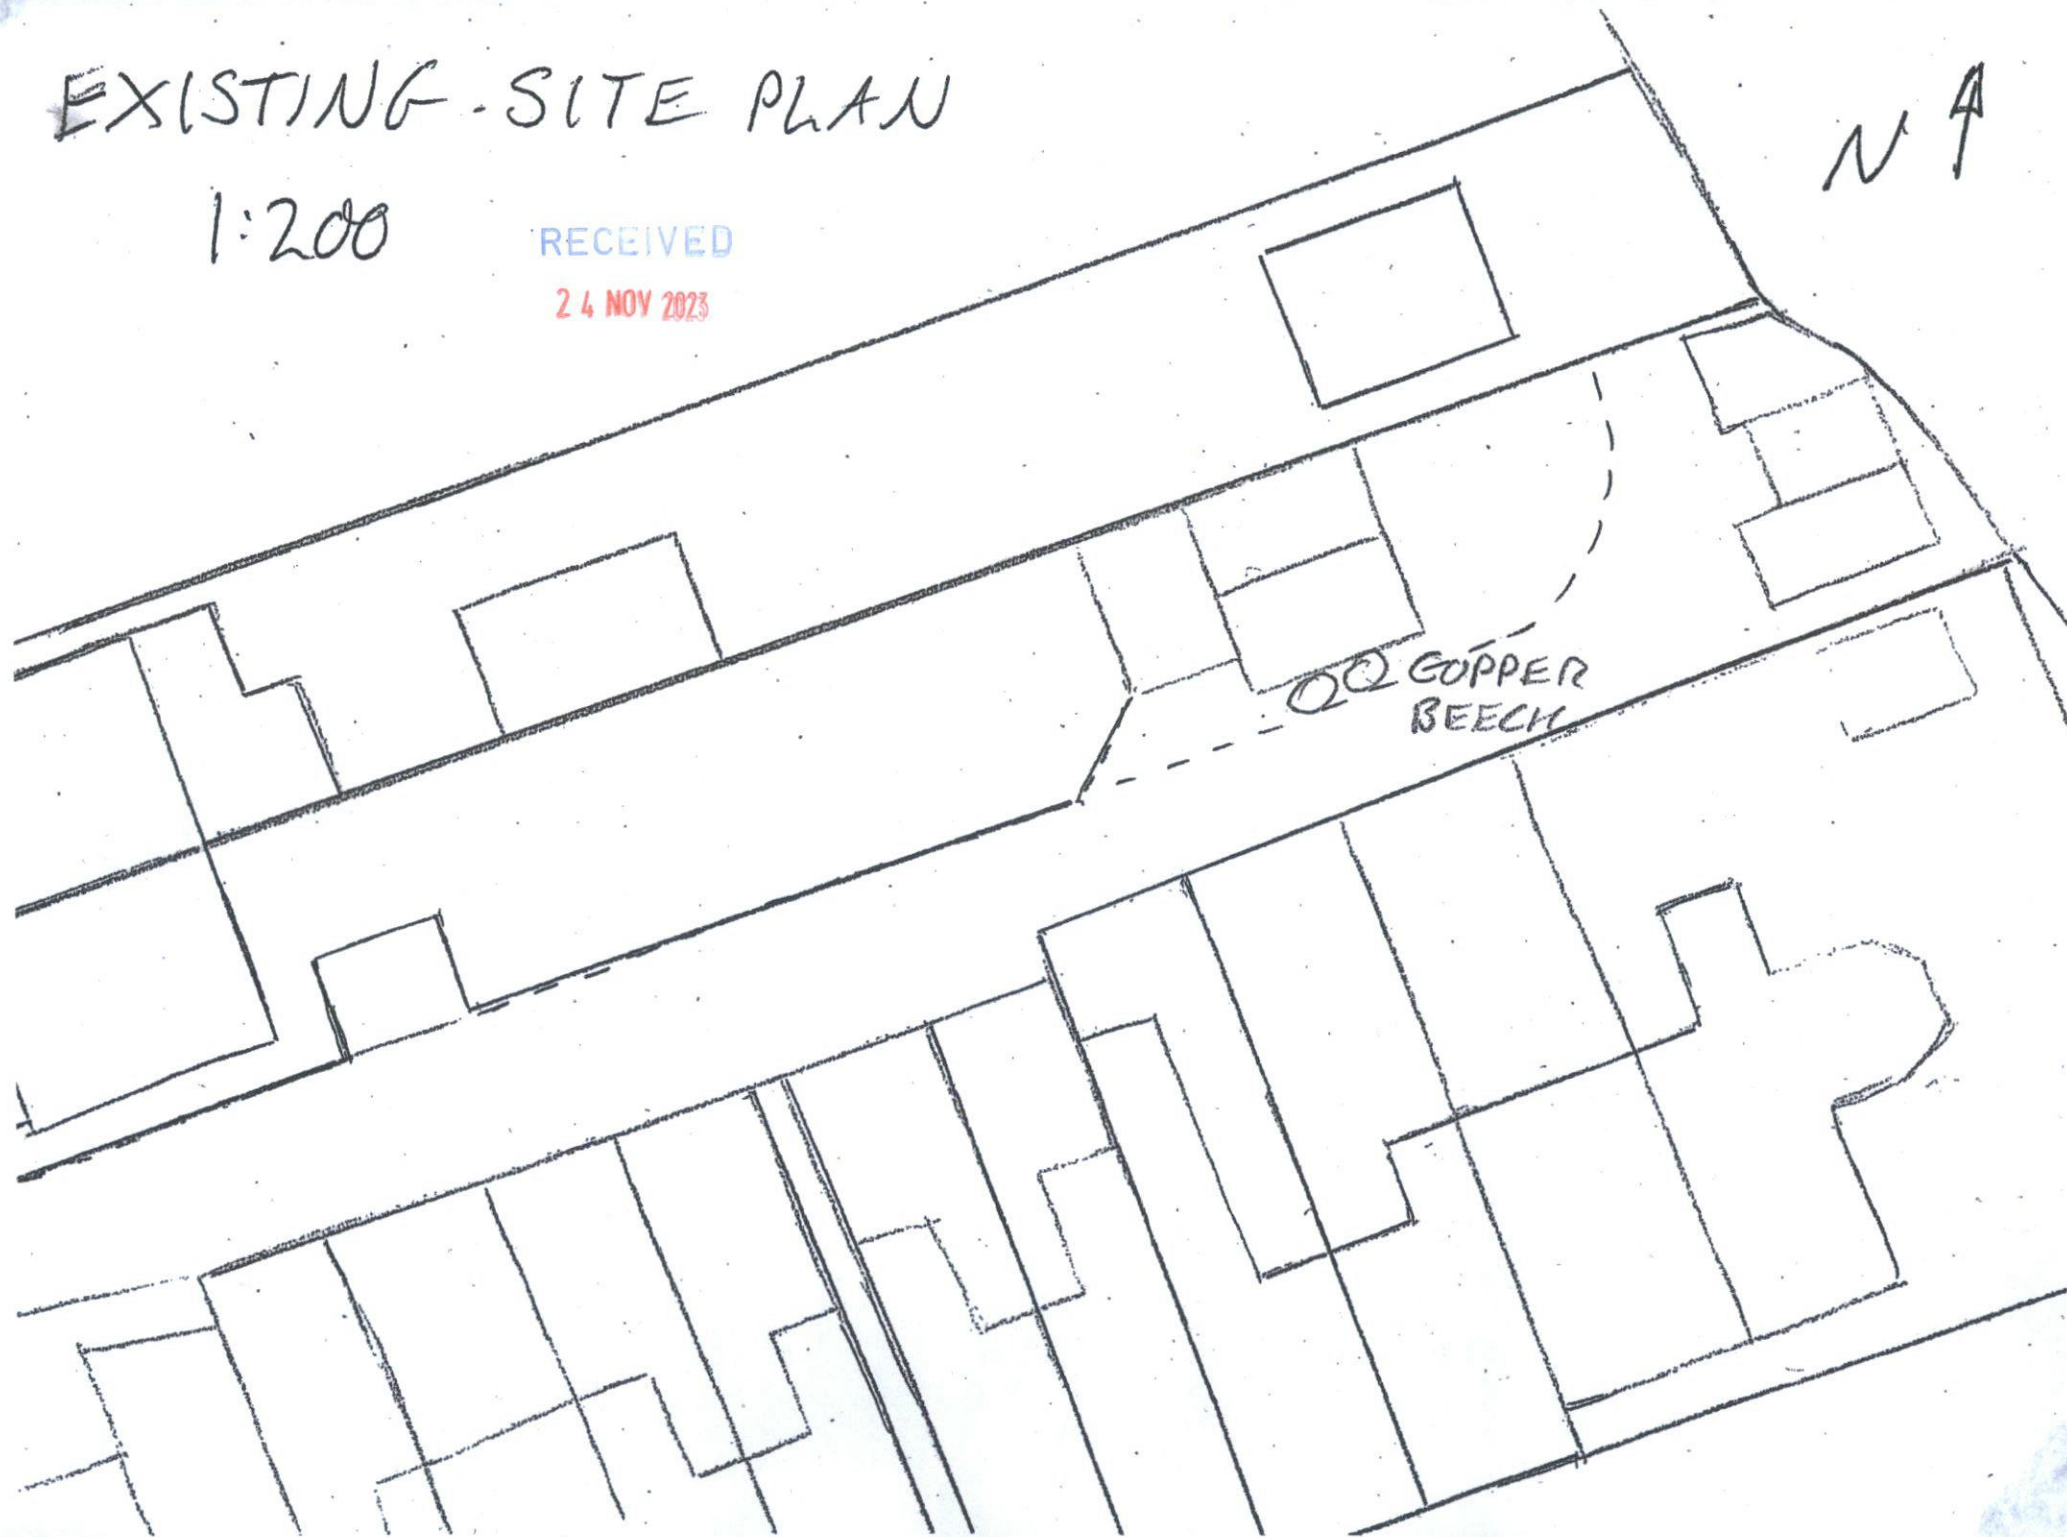 EXISTING - SITE PLAN
1:200
RECEIVED
24 NOV 2023
N
COPPER
BEECH